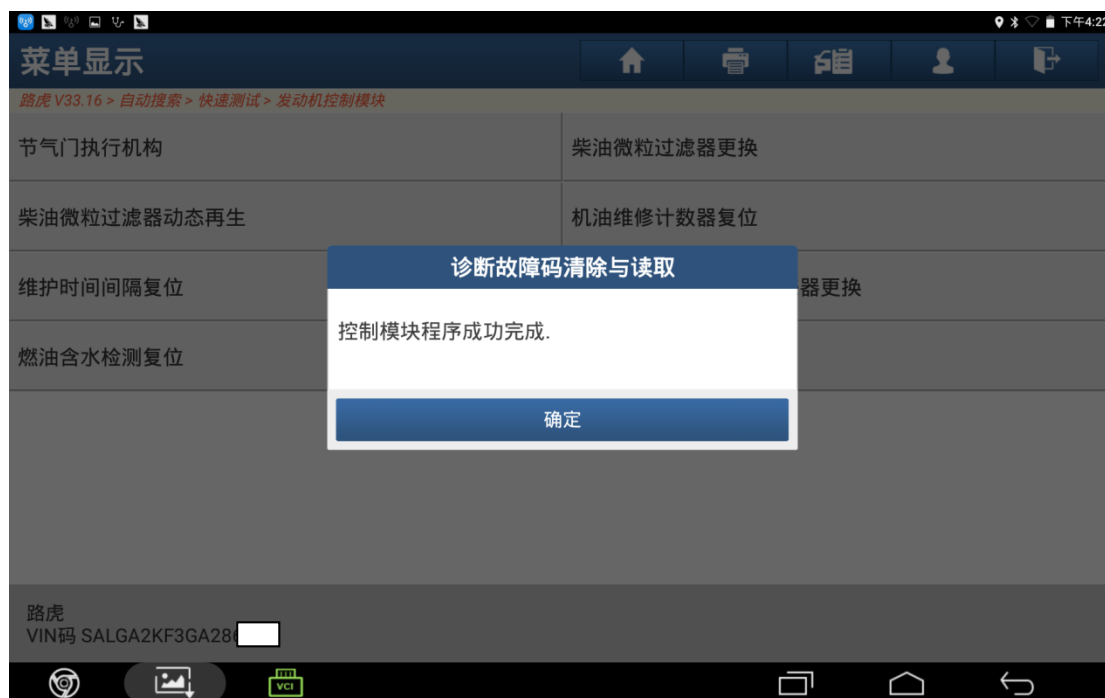 下午4:22
菜单显示
路虎 V33.16 > 自动搜索 > 快速测试 > 发动机控制模块
节气门执行机构
柴油微粒过滤器更换
柴油微粒过滤器动态再生
机油维修计数器复位
诊断故障码清除与读取
维护时间间隔复位
器更换
控制模块程序成功完成.
燃油含水检测复位
确定
路虎
VIN码 SALGA2KF3GA28
VCI